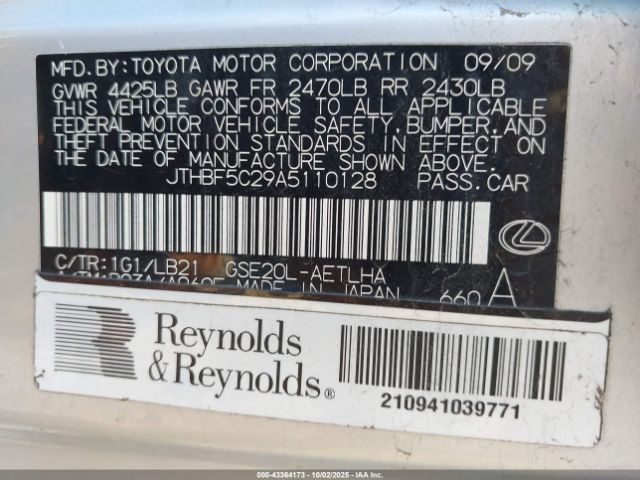 MFD.BY:TOYOTA MOTOR CORPORATION 09/09
GVWR 4425LB GAWR FR 2470LB RR 2430LB
THIS VEHICLE CONFORMS TO ALL APPLICABLE
FEDERAL MOTOR VEHICLE SAFETY, BUMPER, AND
THEFT PREVENTION STANDARDS IN EFFECT ON
THE DATE OF MANUFACTURE SHOWN ABOVE.
JTHBF5C29A5110128 PASS.CAR
C/TR:1G1/LB21 GSE20L-AETLHA
MADE IN JAPAN 660 A
R
Reynolds
& Reynolds®
210941039771
000-43364173 - 10/02/2025 - IAAI.COM